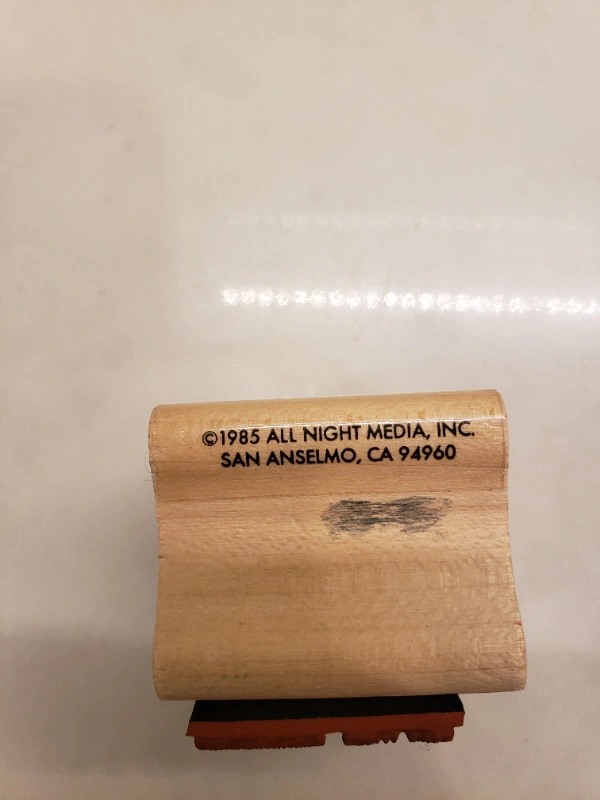 ©1985 ALL NIGHT MEDIA, INC.
SAN ANSELMO, CA 94960